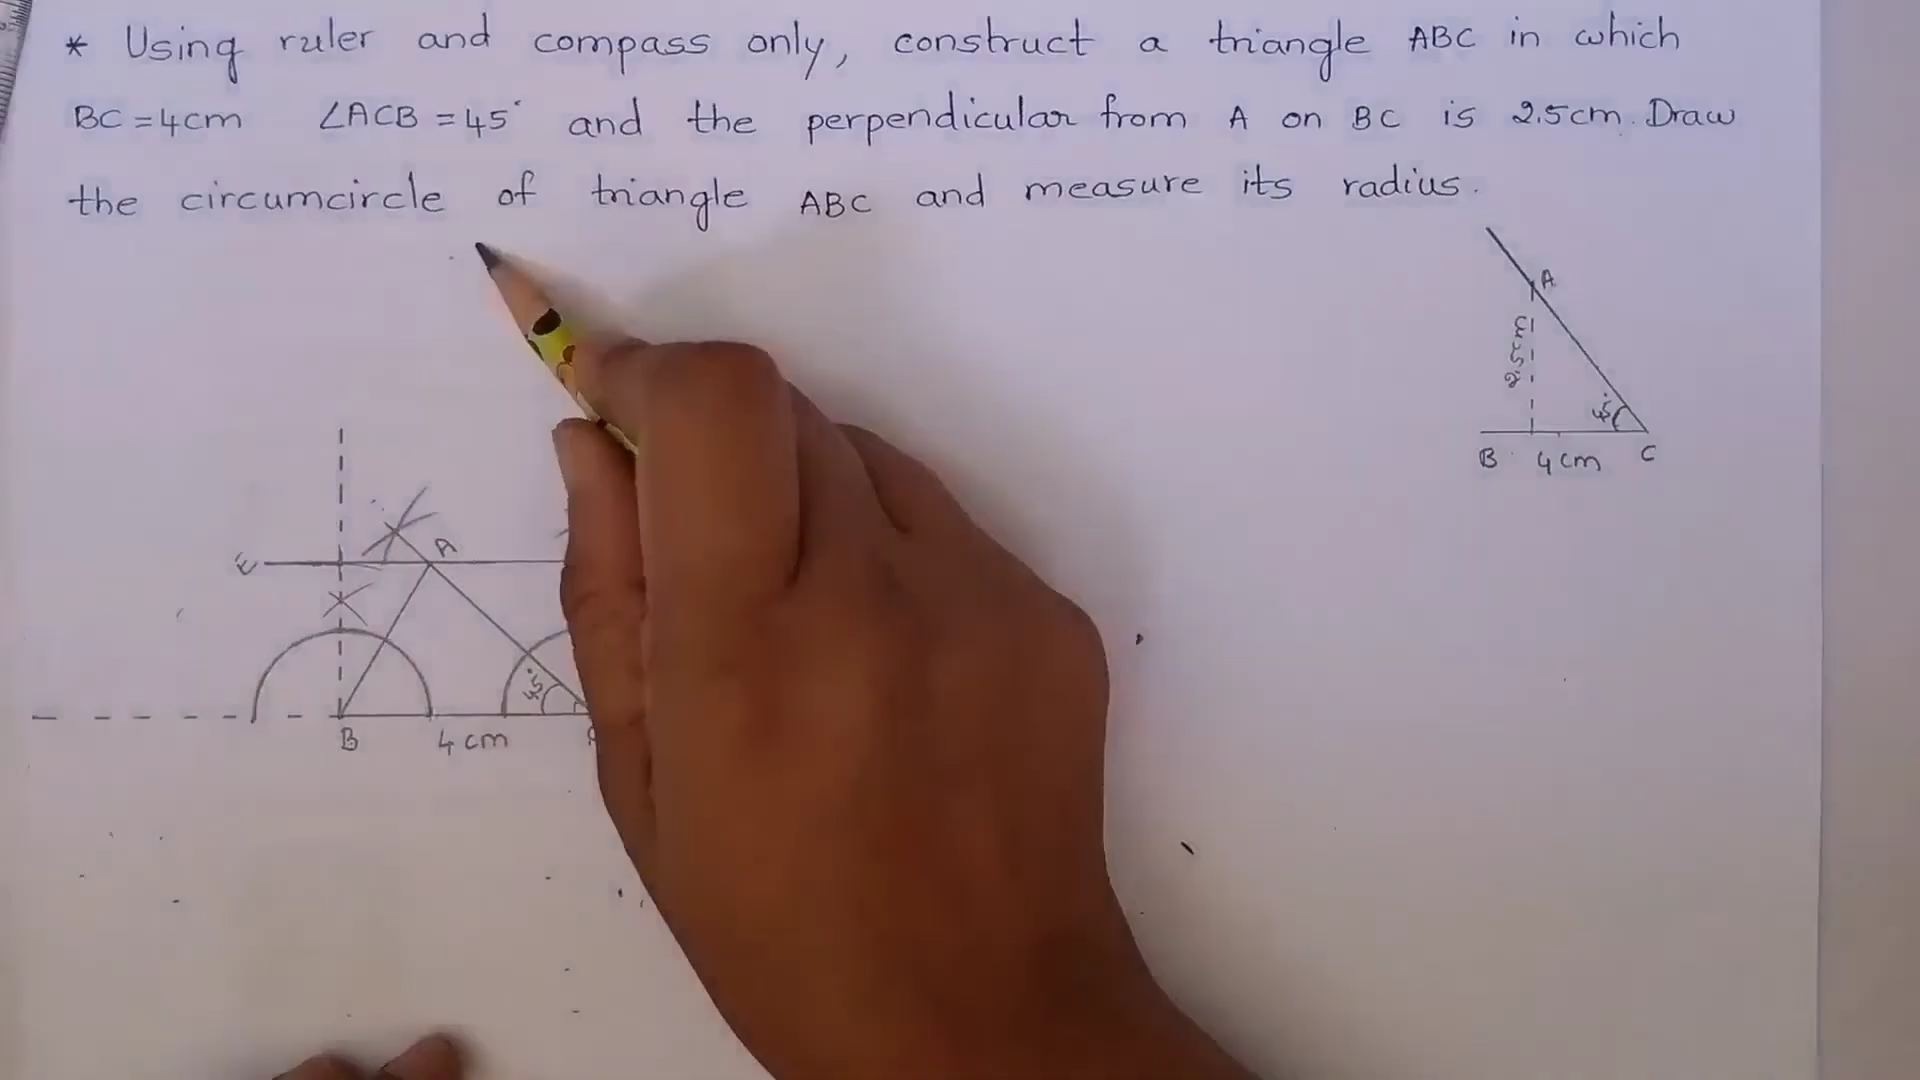 * Using ruler and compass only, construct a triangle ABC in which
BC = 4cm ∠ACB = 45° and the perpendicular from A on BC is 2.5cm. Draw
the circumcircle of triangle ABC and measure its radius.
A
2.5cm
45°
B 4cm C
E A
45°
B 4cm